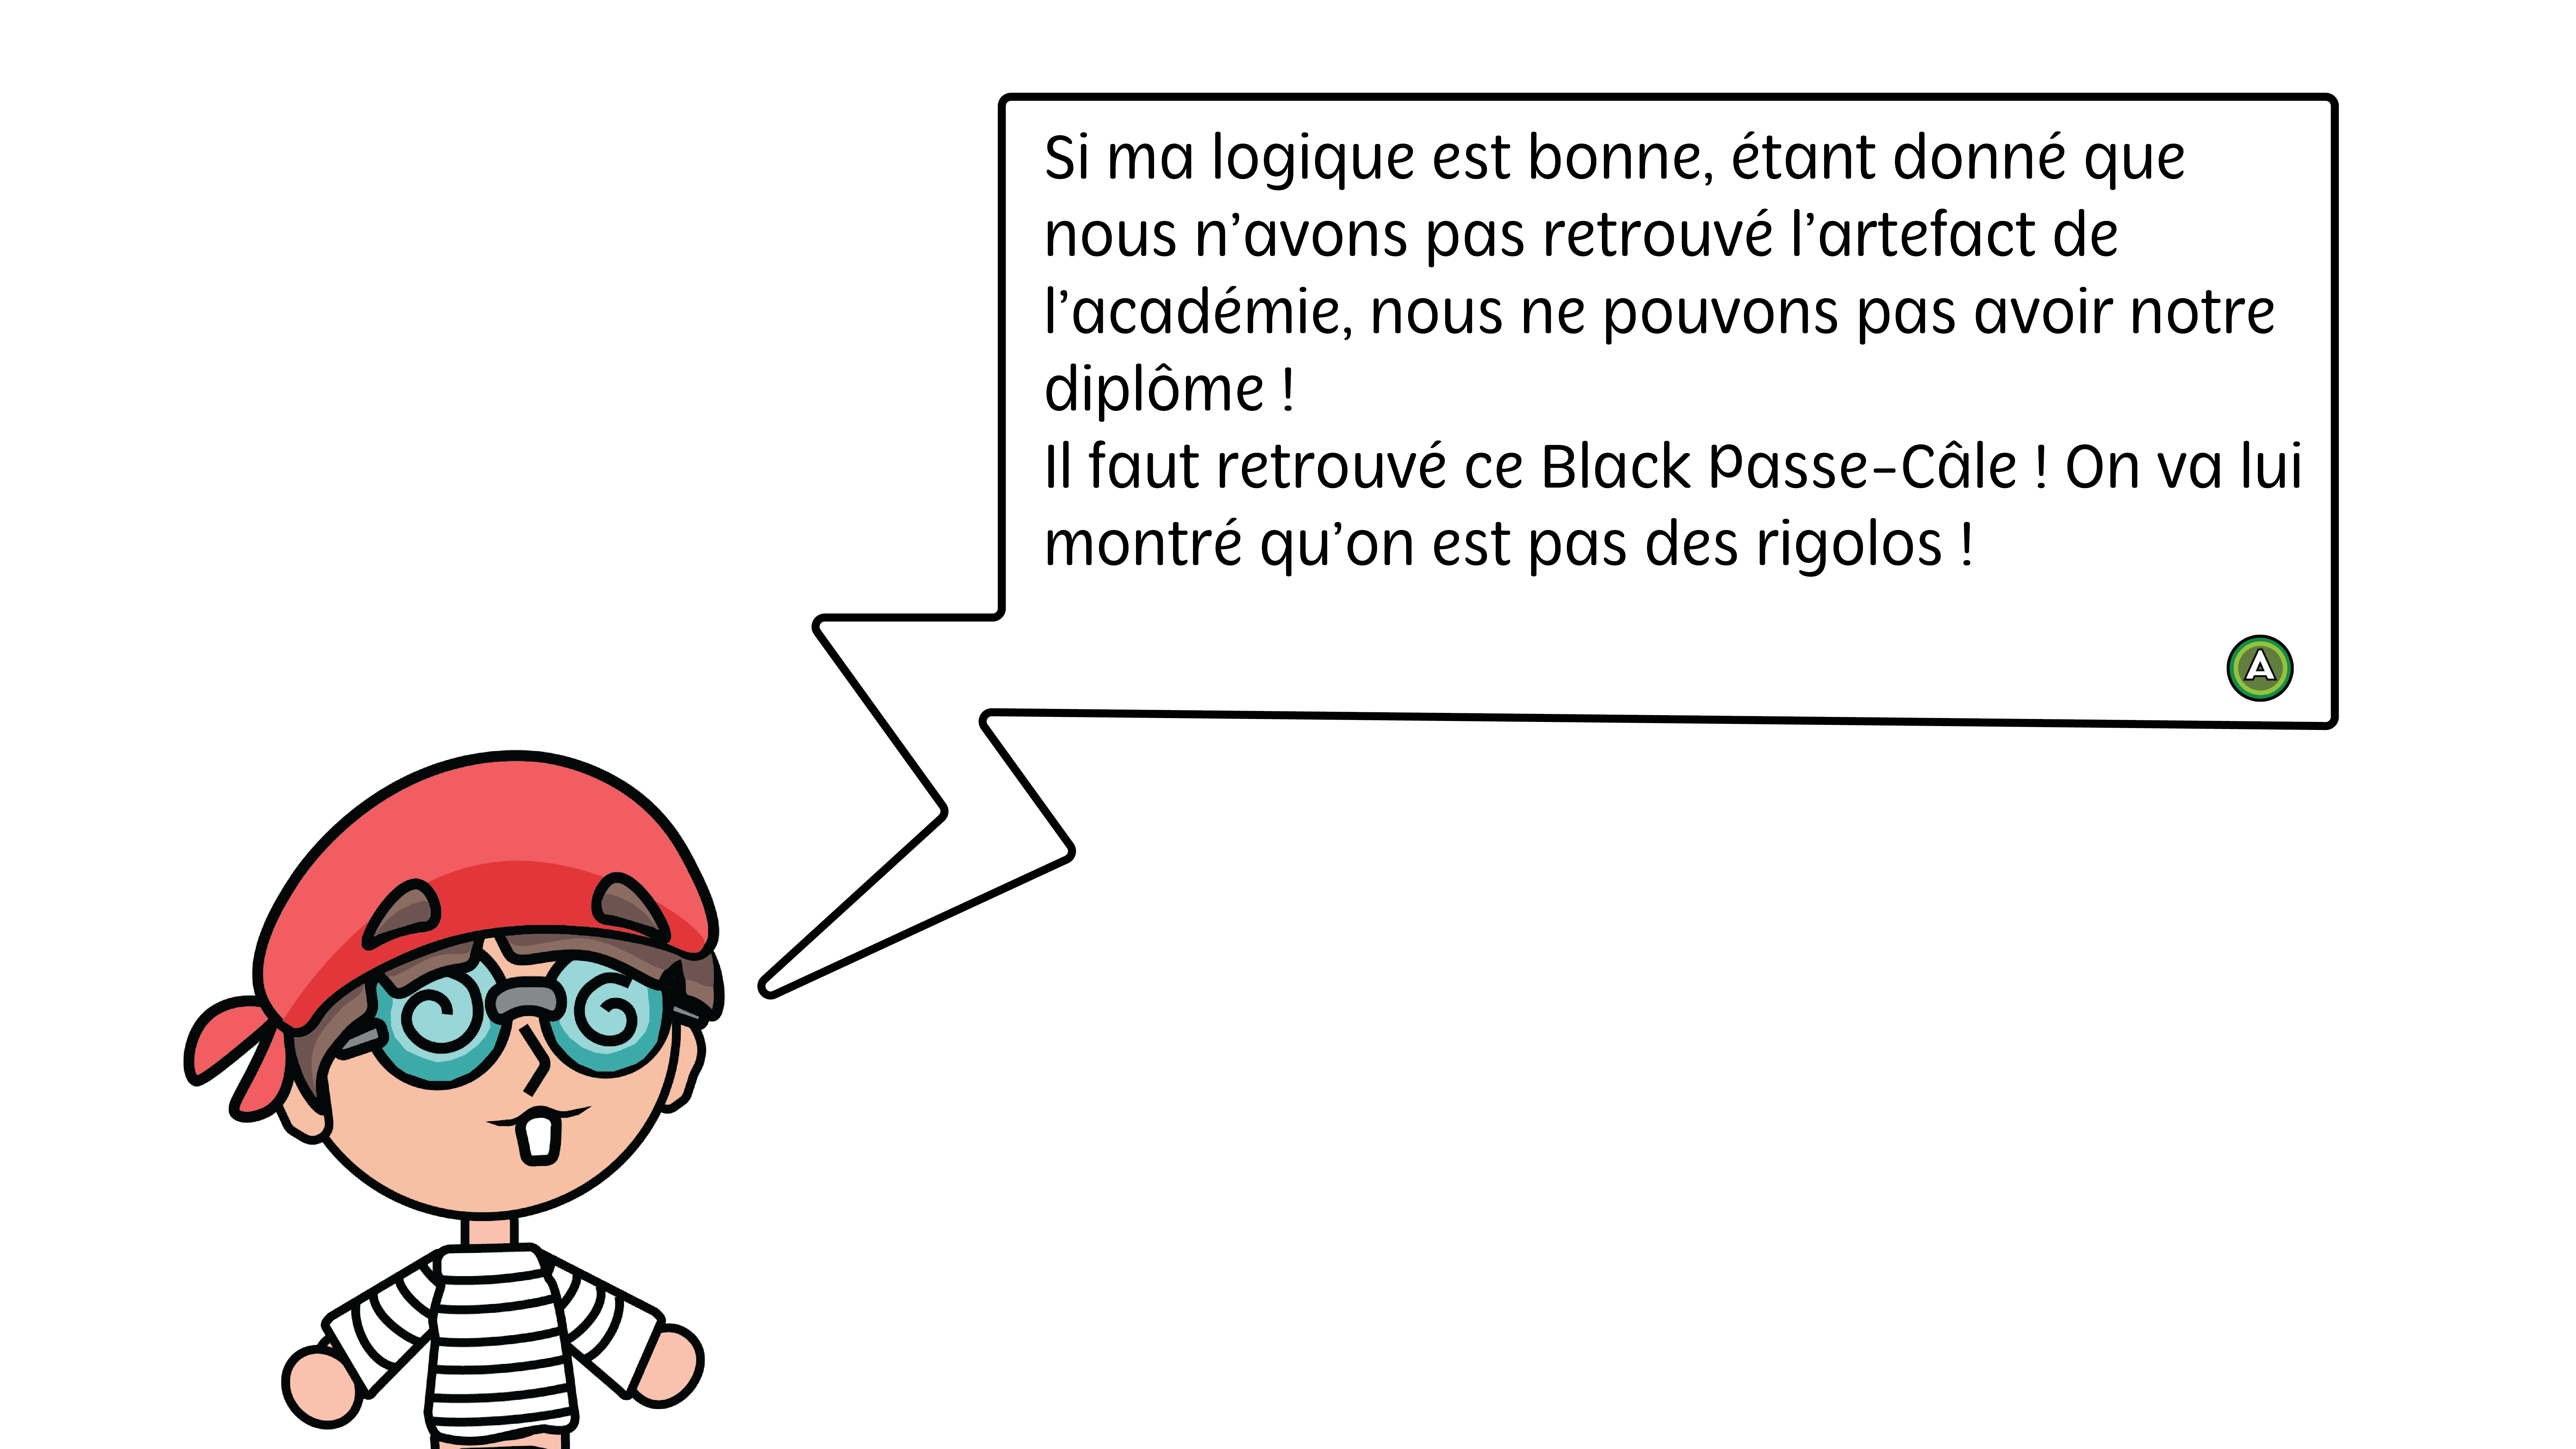 Si ma logique est bonne, étant donné que
nous n’avons pas retrouvé l’artefact de
l’académie, nous ne pouvons pas avoir notre
diplôme !
Il faut retrouvé ce Black Passe-Câle ! On va lui
montré qu’on est pas des rigolos !
A